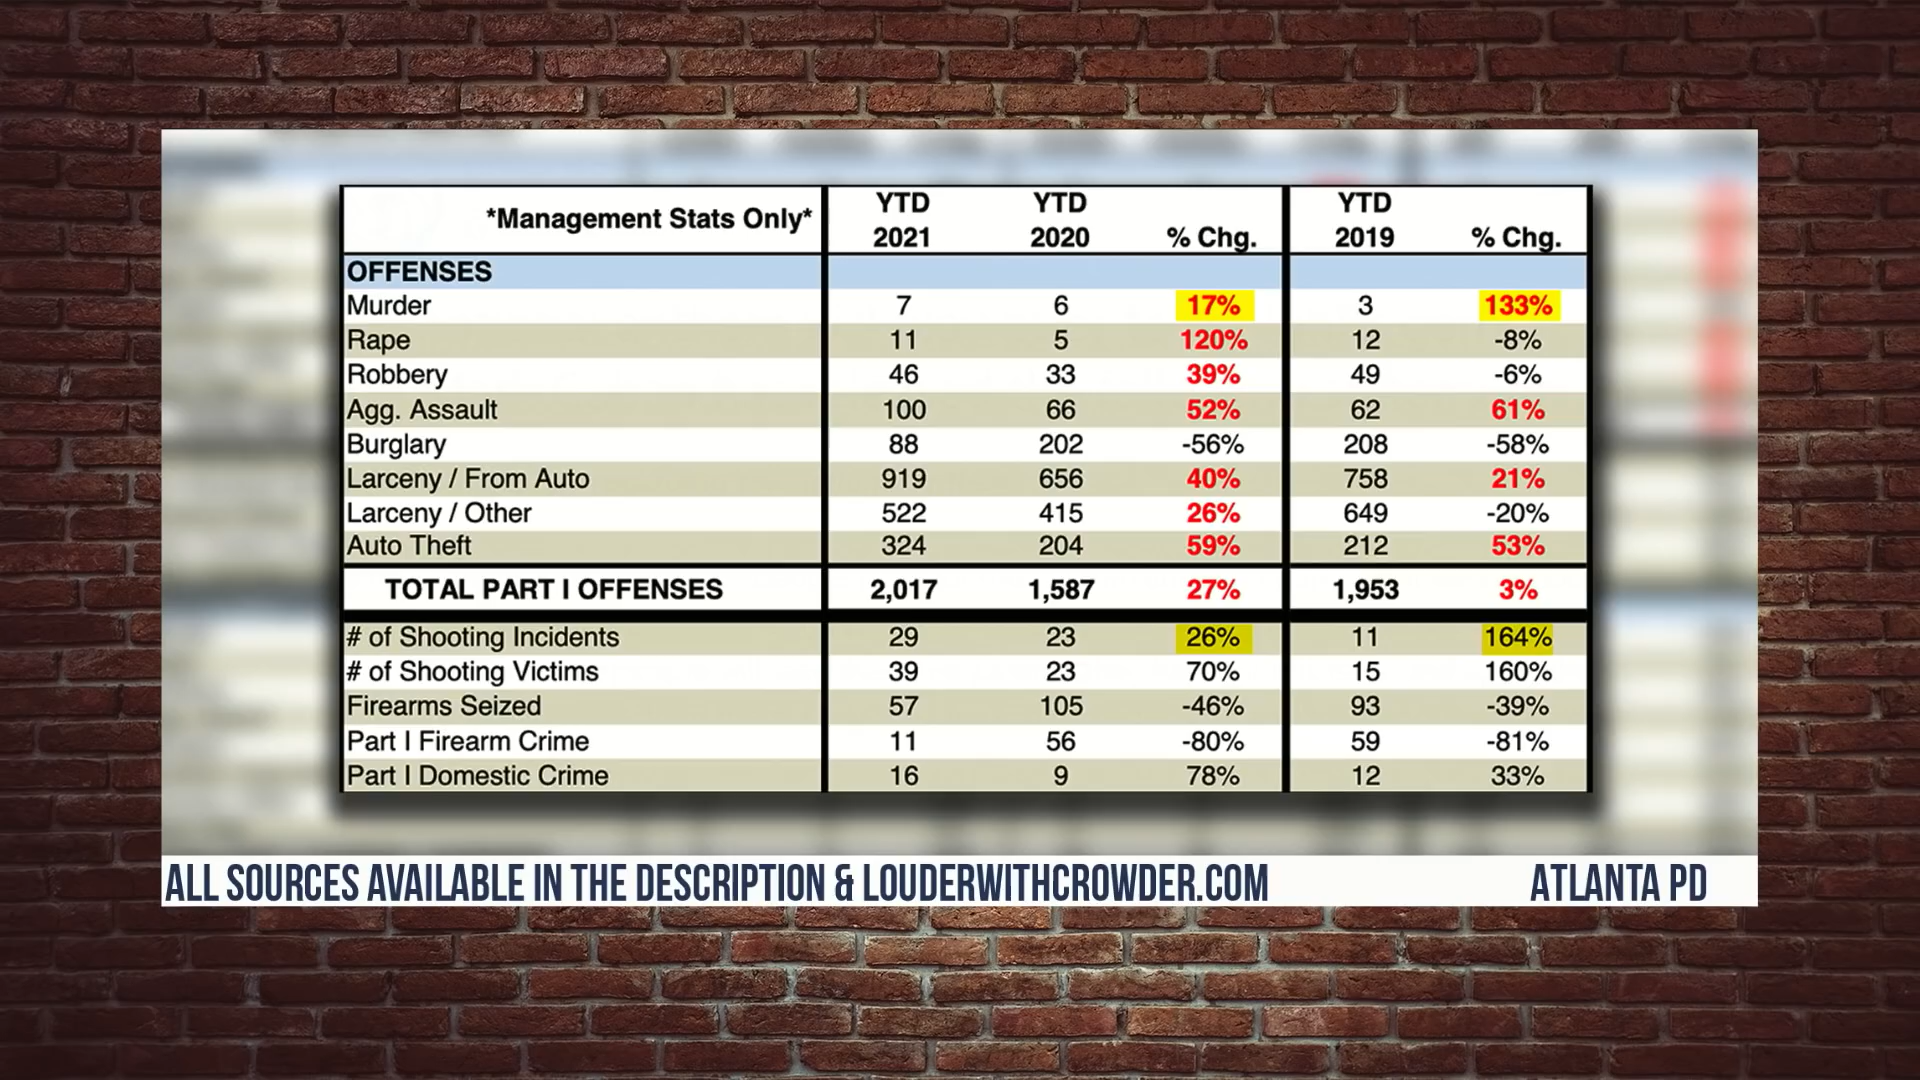 *Management Stats Only* YTD 2021 YTD 2020 % Chg. YTD 2019 % Chg.
OFFENSES
Murder 7 6 17% 3 133%
Rape 11 5 120% 12 -8%
Robbery 46 33 39% 49 -6%
Agg. Assault 100 66 52% 62 61%
Burglary 88 202 -56% 208 -58%
Larceny / From Auto 919 656 40% 758 21%
Larceny / Other 522 415 26% 649 -20%
Auto Theft 324 204 59% 212 53%
TOTAL PART I OFFENSES 2,017 1,587 27% 1,953 3%
# of Shooting Incidents 29 23 26% 11 164%
# of Shooting Victims 39 23 70% 15 160%
Firearms Seized 57 105 -46% 93 -39%
Part I Firearm Crime 11 56 -80% 59 -81%
Part I Domestic Crime 16 9 78% 12 33%
ALL SOURCES AVAILABLE IN THE DESCRIPTION & LOUDERWITHCROWDER.COM ATLANTA PD